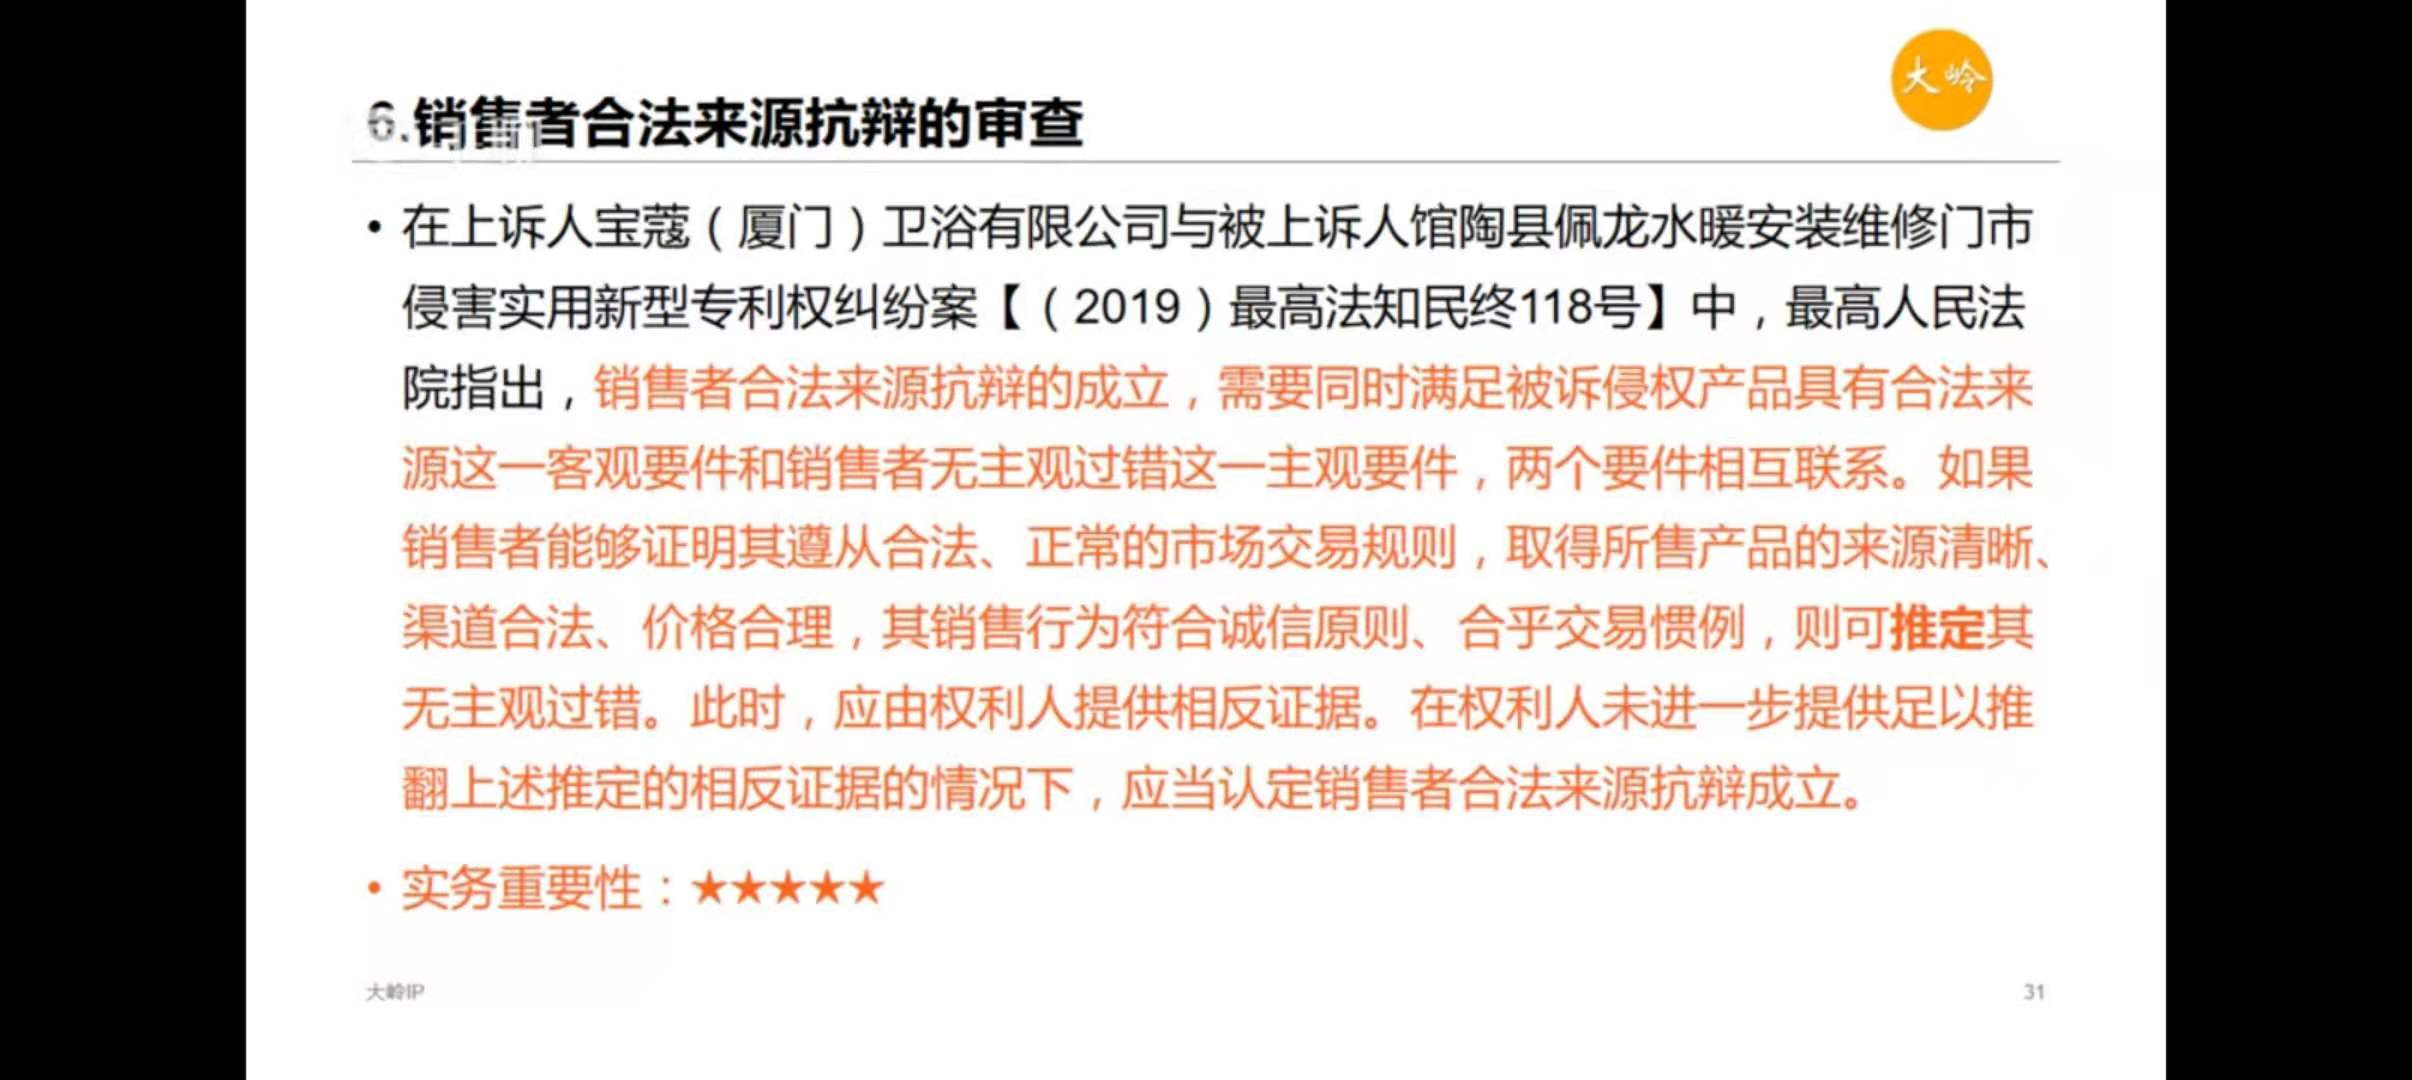 大岭
6.销售者合法来源抗辩的审查
• 在上诉人宝蔻（厦门）卫浴有限公司与被上诉人馆陶县佩龙水暖安装维修门市
侵害实用新型专利权纠纷案【（2019）最高法知民终118号】中，最高人民法
院指出，销售者合法来源抗辩的成立，需要同时满足被诉侵权产品具有合法来
源这一客观要件和销售者无主观过错这一主观要件，两个要件相互联系。如果
销售者能够证明其遵从合法、正常的市场交易规则，取得所售产品的来源清晰、
渠道合法、价格合理，其销售行为符合诚信原则、合乎交易惯例，则可推定其
无主观过错。此时，应由权利人提供相反证据。在权利人未进一步提供足以推
翻上述推定的相反证据的情况下，应当认定销售者合法来源抗辩成立。
• 实务重要性：★★★★★
大岭IP
31